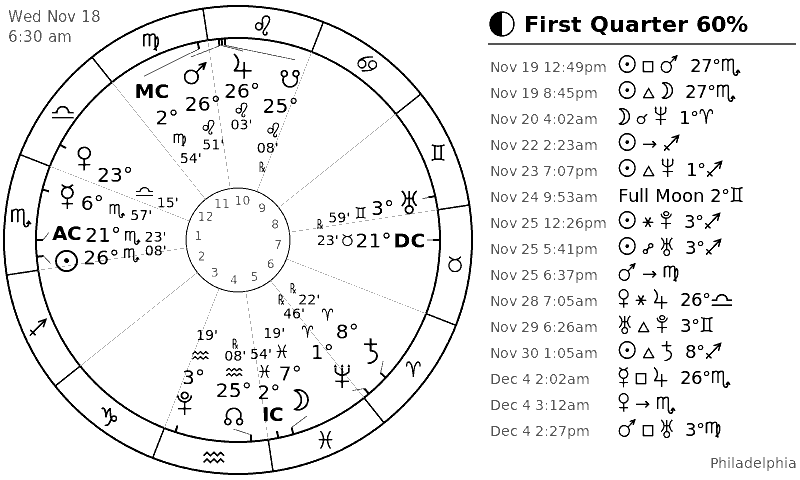 Wed Nov 18
6:30 am
◐ First Quarter 60%
Nov 19 12:49pm ☉ □ ♂ 27°♏
Nov 19 8:45pm ☉ △ ☽ 27°♏
Nov 20 4:02am ☽ ☌ ♆ 1°♈
Nov 22 2:23am ☉ → ♐
Nov 23 7:07pm ☉ △ ♆ 1°♐
Nov 24 9:53am Full Moon 2°♊
Nov 25 12:26pm ☉ ⚹ ♇ 3°♐
Nov 25 5:41pm ☉ ☍ ♅ 3°♐
Nov 25 6:37pm ♂ → ♍
Nov 28 7:05am ♀ ⚹ ♃ 26°♎
Nov 29 6:26am ♅ △ ♇ 3°♊
Nov 30 1:05am ☉ △ ♄ 8°♐
Dec 4 2:02am ☿ □ ♃ 26°♏
Dec 4 3:12am ♀ → ♏
Dec 4 2:27pm ♂ □ ♅ 3°♍
Philadelphia
♍ ♌ ♋ ♊ ♉ ♈ ♓ ♒ ♑ ♐ ♏ ♎
MC 2° ♍ 54'
♂ 26° ♌ 51'
♃ 26° ♌ 03'
☋ 25° ♌ 08' ℞
♀ 23° ♎ 15'
☿ 6° ♏ 57'
AC 21° ♏ 23'
☉ 26° ♏ 08'
℞ 59' ♊ 3° ♅
23' ♉ 21° DC
♇ 3° ♒ 19'
☊ 25° ♒ 08' ℞
IC 2° ♓ 54'
☽ 7° ♓ 19'
♆ 1° ♈ 46' ℞
♄ 8° ♈ 22' ℞
1 2 3 4 5 6 7 8 9 10 11 12